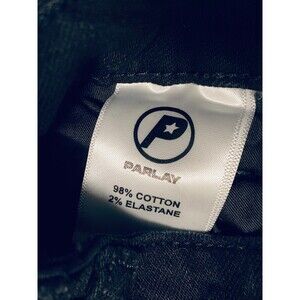 P
PARLAY
98% COTTON
2% ELASTANE